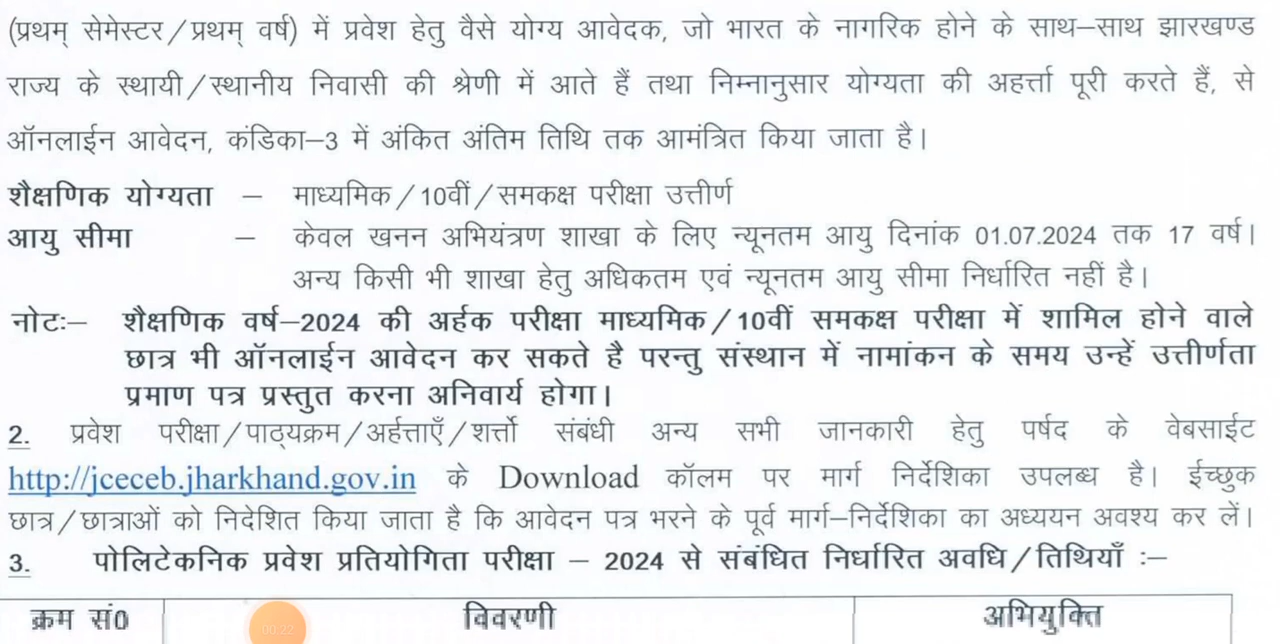 (प्रथम् सेमेस्टर/प्रथम् वर्ष) में प्रवेश हेतु वैसे योग्य आवेदक, जो भारत के नागरिक होने के साथ–साथ झारखण्ड
राज्य के स्थायी/स्थानीय निवासी की श्रेणी में आते हैं तथा निम्नानुसार योग्यता की अहर्त्ता पूरी करते हैं, से
ऑनलाईन आवेदन, कंडिका–3 में अंकित अंतिम तिथि तक आमंत्रित किया जाता है।
शैक्षणिक योग्यता – माध्यमिक/10वीं/समकक्ष परीक्षा उत्तीर्ण
आयु सीमा – केवल खनन अभियंत्रण शाखा के लिए न्यूनतम आयु दिनांक 01.07.2024 तक 17 वर्ष।
अन्य किसी भी शाखा हेतु अधिकतम एवं न्यूनतम आयु सीमा निर्धारित नहीं है।
नोटः– शैक्षणिक वर्ष–2024 की अर्हक परीक्षा माध्यमिक/10वीं समकक्ष परीक्षा में शामिल होने वाले
छात्र भी ऑनलाईन आवेदन कर सकते है परन्तु संस्थान में नामांकन के समय उन्हें उत्तीर्णता
प्रमाण पत्र प्रस्तुत करना अनिवार्य होगा।
2. प्रवेश परीक्षा/पाठ्यक्रम/अर्हत्ताएँ/शर्त्तो संबंधी अन्य सभी जानकारी हेतु पर्षद के वेबसाईट
http://jceceb.jharkhand.gov.in के Download कॉलम पर मार्ग निर्देशिका उपलब्ध है। ईच्छुक
छात्र/छात्राओं को निदेशित किया जाता है कि आवेदन पत्र भरने के पूर्व मार्ग–निर्देशिका का अध्ययन अवश्य कर लें।
3. पोलिटेकनिक प्रवेश प्रतियोगिता परीक्षा – 2024 से संबंधित निर्धारित अवधि/तिथियाँ :–
क्रम सं0 विवरणी अभियुक्ति
00:22